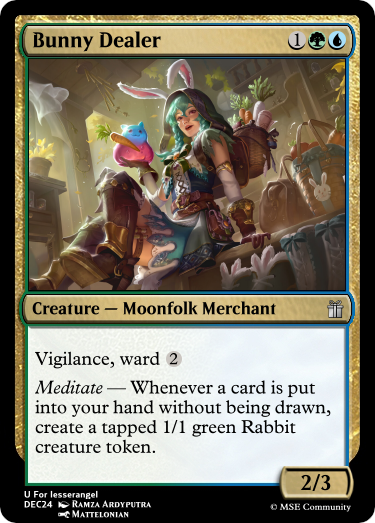 Bunny Dealer 1
Creature — Moonfolk Merchant
Vigilance, ward 2
Meditate — Whenever a card is put
into your hand without being drawn,
create a tapped 1/1 green Rabbit
creature token.
2/3
U For lesserangel
DEC24 Ramza Ardyputra
Mattelonian
© MSE Community